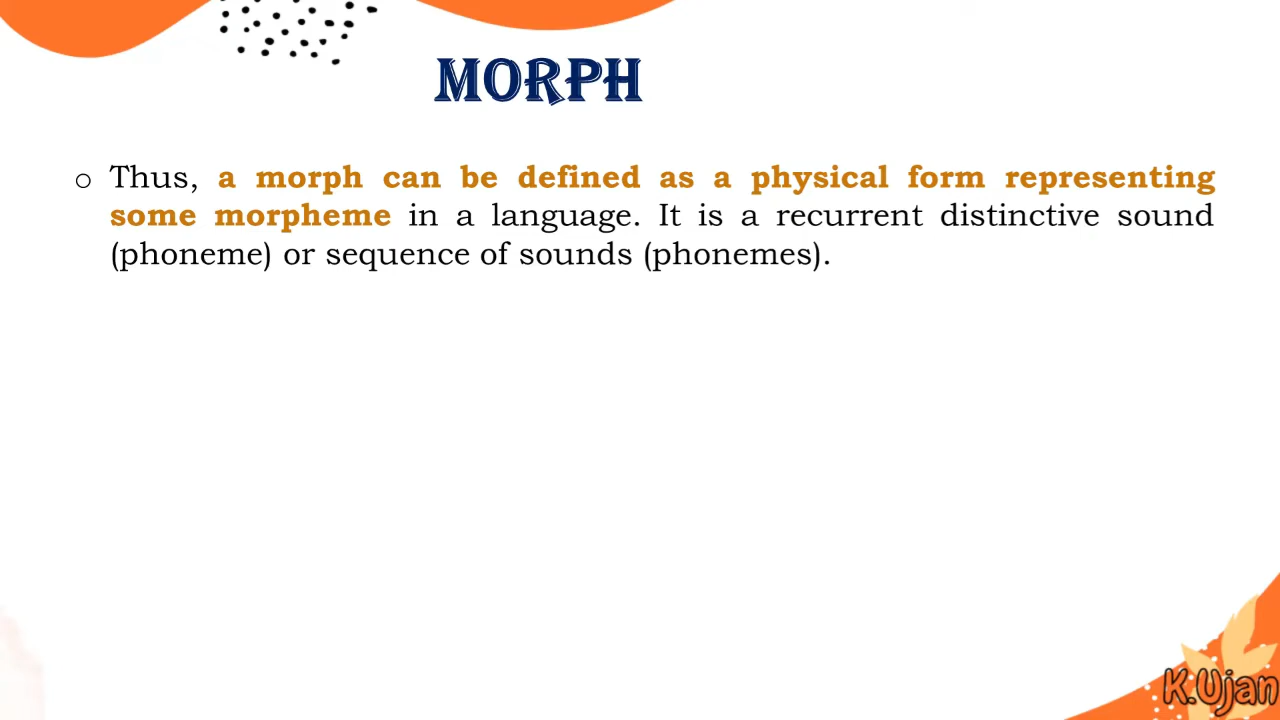 MORPH
o Thus, a morph can be defined as a physical form representing
some morpheme in a language. It is a recurrent distinctive sound
(phoneme) or sequence of sounds (phonemes).
K.Ujan